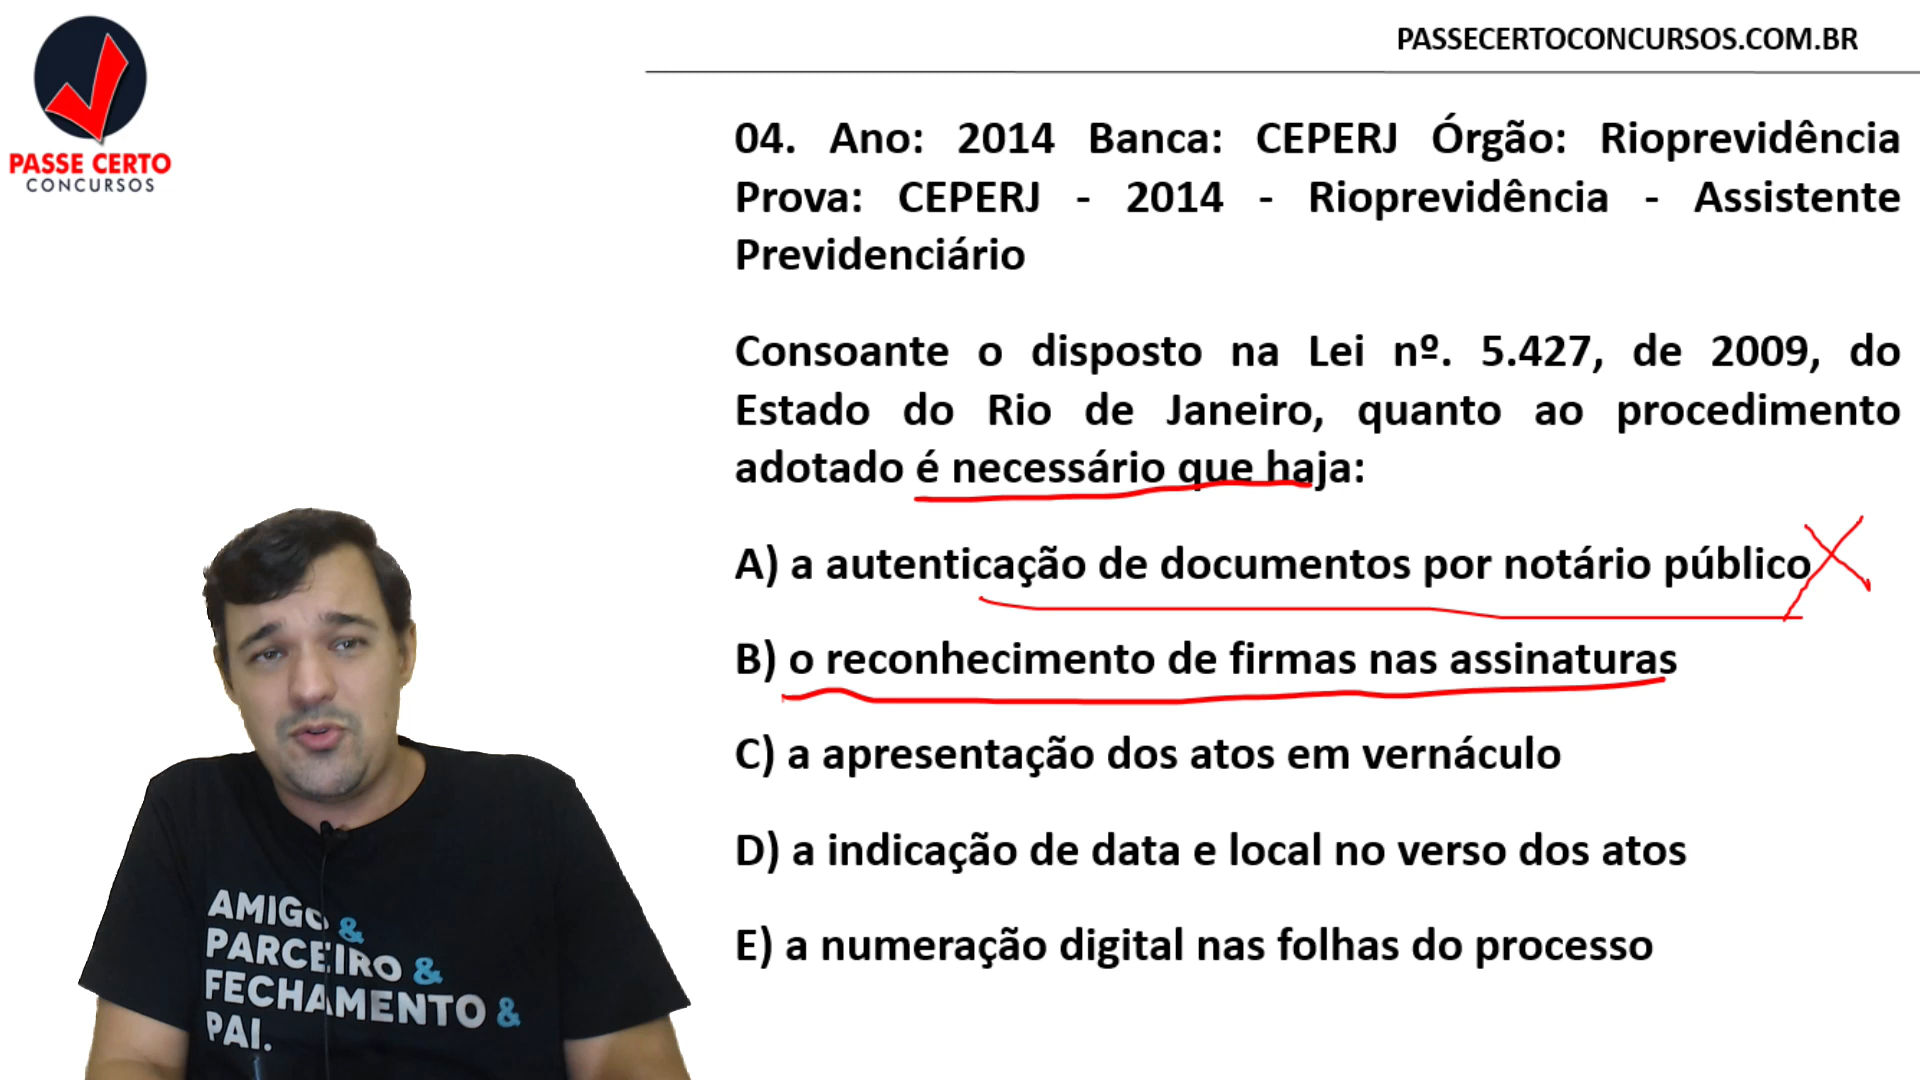 PASSE CERTO
CONCURSOS
PASSECERTOCONCURSOS.COM.BR
04. Ano: 2014 Banca: CEPERJ Órgão: Rioprevidência
Prova: CEPERJ - 2014 - Rioprevidência - Assistente
Previdenciário
Consoante o disposto na Lei nº. 5.427, de 2009, do
Estado do Rio de Janeiro, quanto ao procedimento
adotado é necessário que haja:
A) a autenticação de documentos por notário público
B) o reconhecimento de firmas nas assinaturas
C) a apresentação dos atos em vernáculo
D) a indicação de data e local no verso dos atos
E) a numeração digital nas folhas do processo
AMIGO &
PARCEIRO &
FECHAMENTO &
PAI.